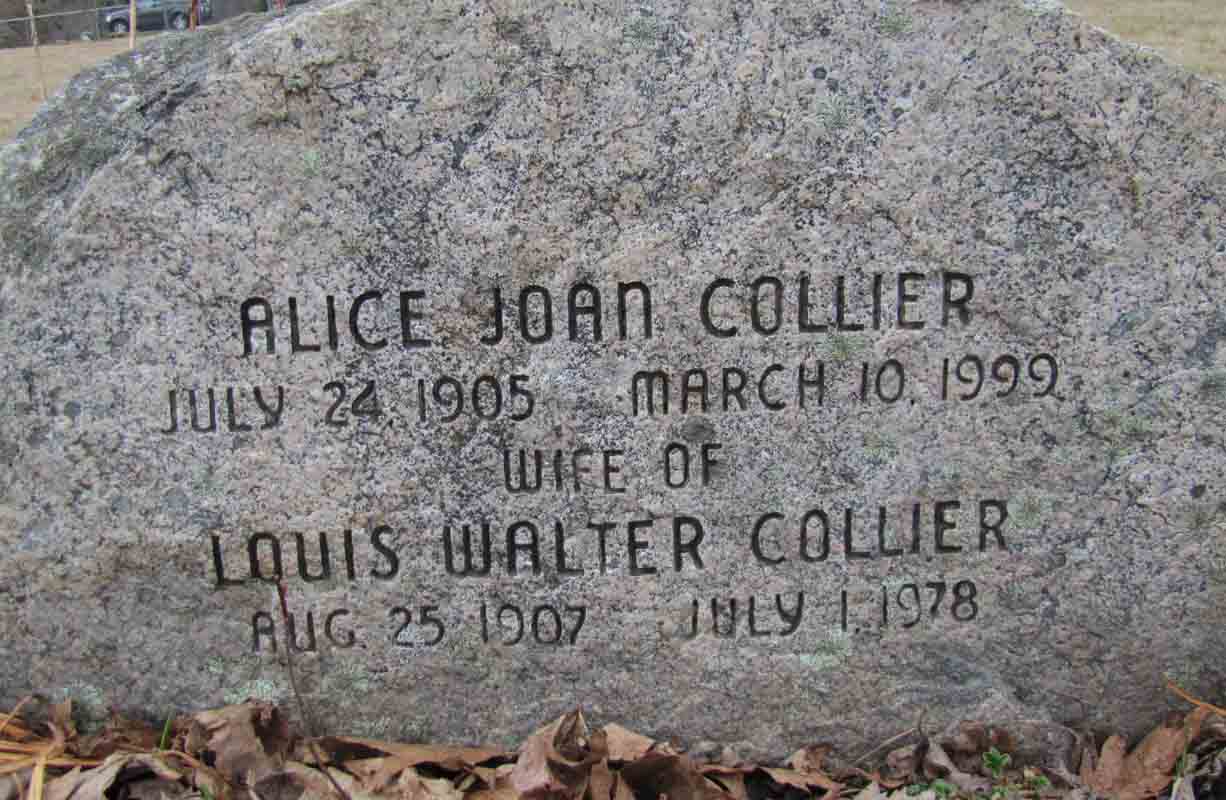 ALICE JOAN COLLIER
JULY 24, 1905 MARCH 10, 1999
WIFE OF
LOUIS WALTER COLLIER
AUG. 25 1907 JULY 1, 1978